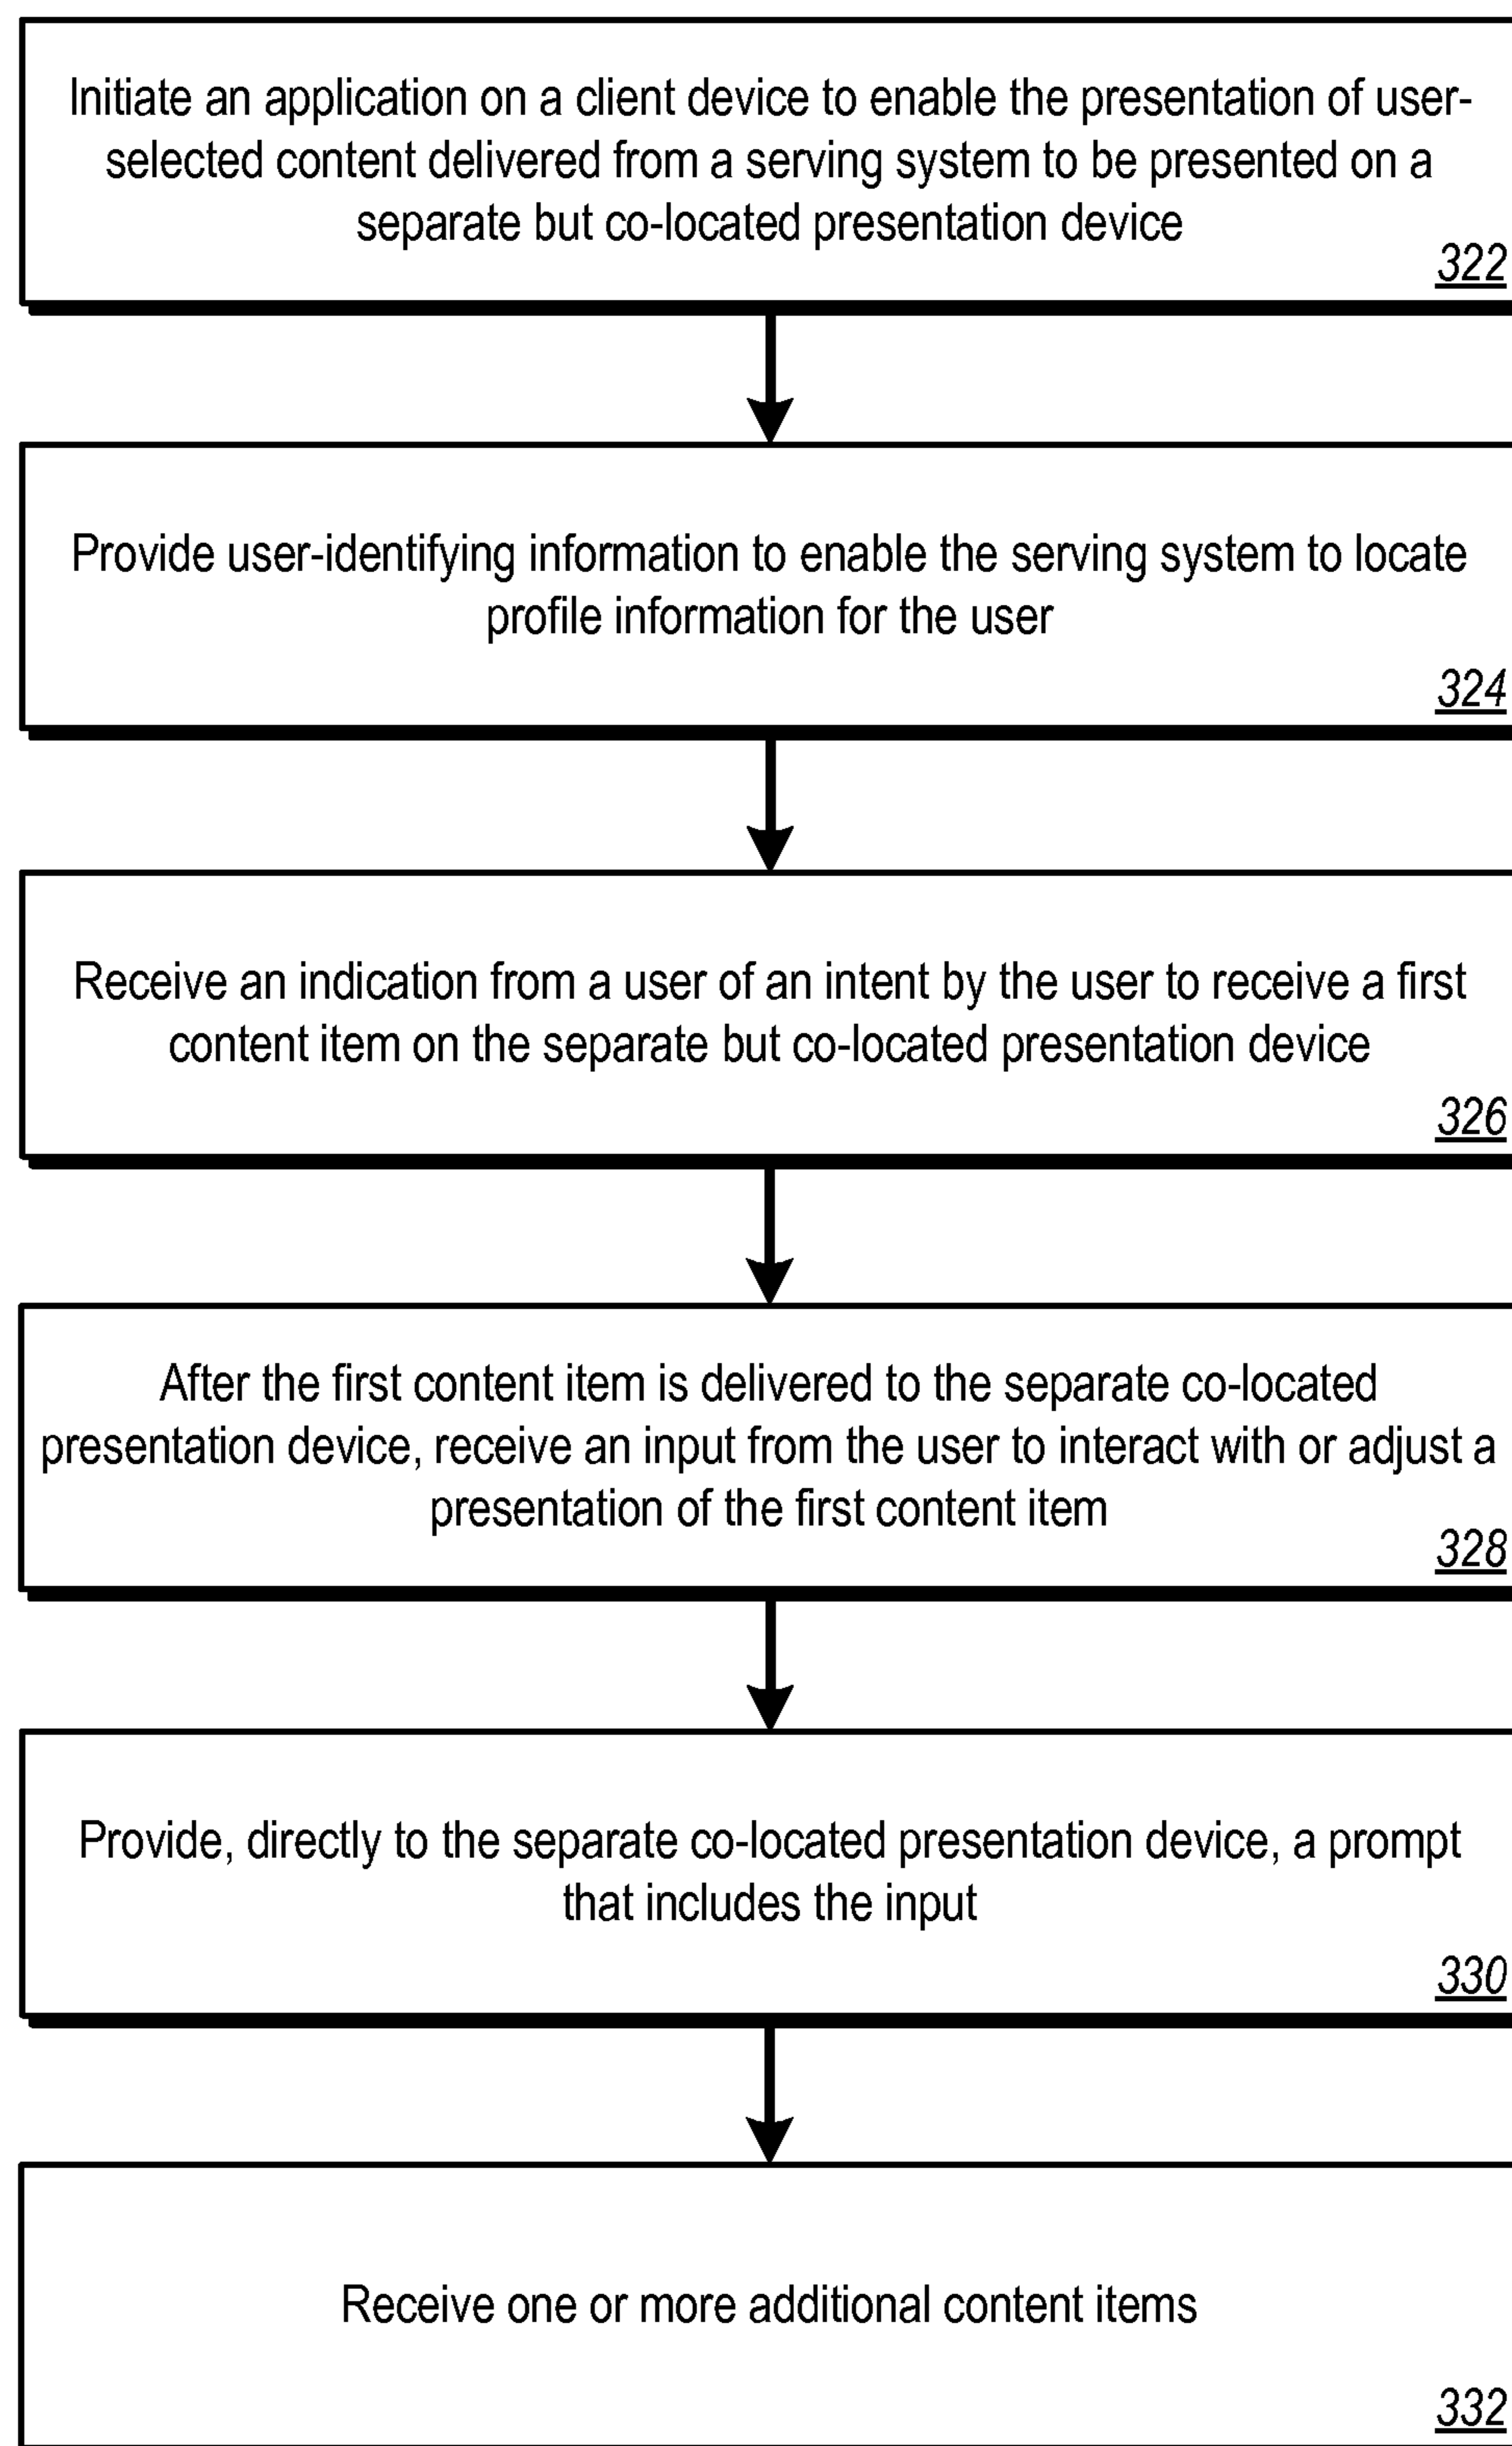 Initiate an application on a client device to enable the presentation of user-
selected content delivered from a serving system to be presented on a
separate but co-located presentation device
322
Provide user-identifying information to enable the serving system to locate
profile information for the user
324
Receive an indication from a user of an intent by the user to receive a first
content item on the separate but co-located presentation device
326
After the first content item is delivered to the separate co-located
presentation device, receive an input from the user to interact with or adjust a
presentation of the first content item
328
Provide, directly to the separate co-located presentation device, a prompt
that includes the input
330
Receive one or more additional content items
332